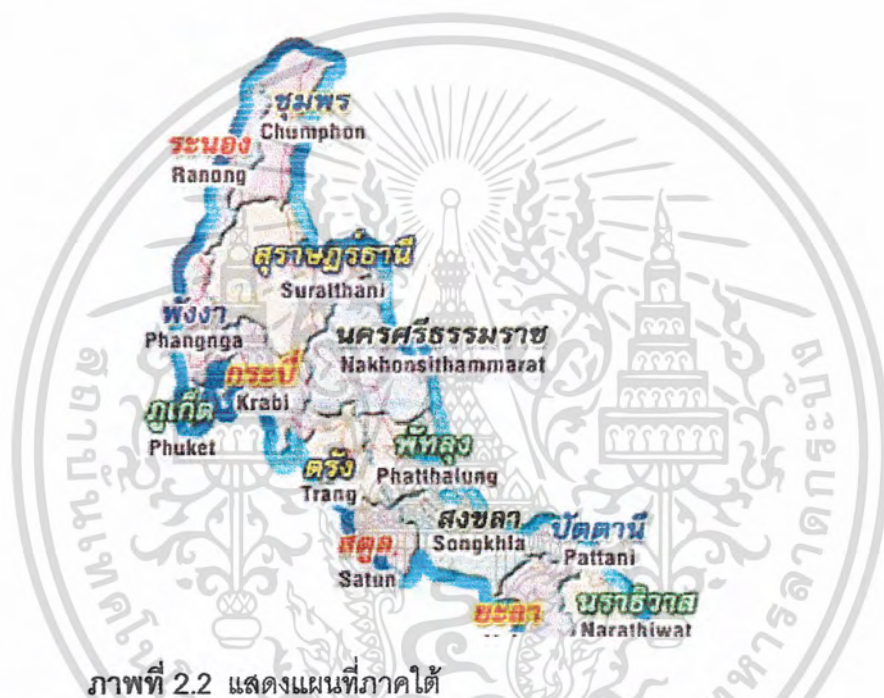 ชุมพร
Chumphon
ระนอง
Ranong
สุราษฎร์ธานี
Suratthani
พังงา
Phangnga
นครศรีธรรมราช
Nakhonsithammarat
กระบี่
Krabi
ภูเก็ต
Phuket
พัทลุง
Phatthalung
ตรัง
Trang
สงขลา
Songkhla
ปัตตานี
Pattani
สตูล
Satun
ยะลา
นราธิวาส
Narathiwat
ภาพที่ 2.2 แสดงแผนที่ภาคใต้